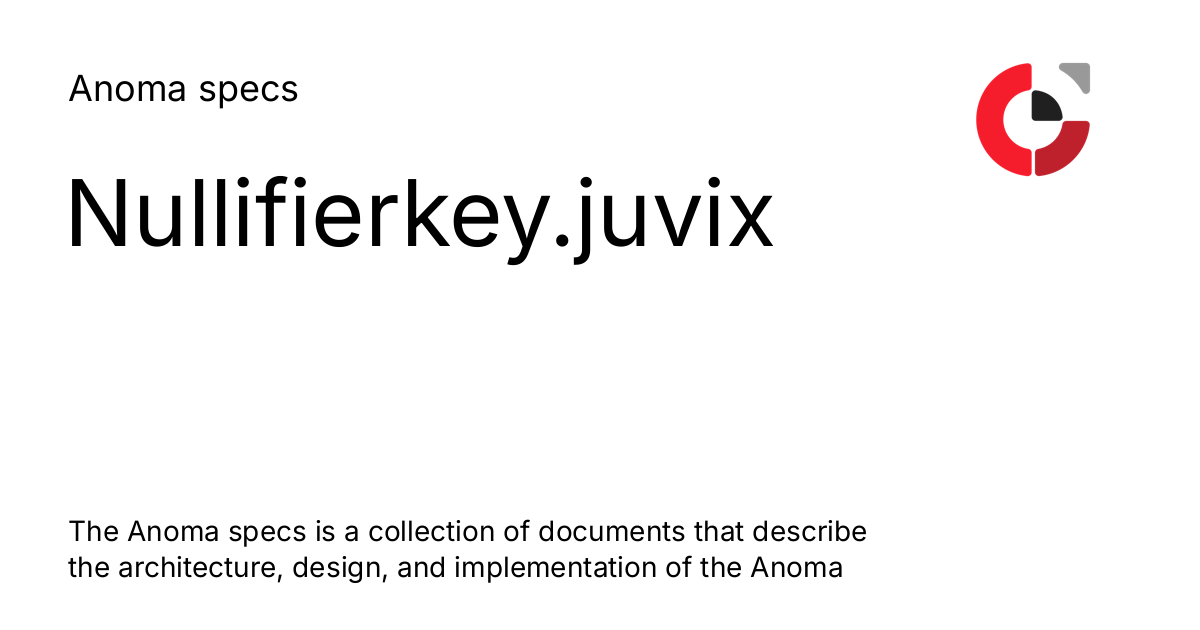 Anoma specs
Nullifierkey.juvix
The Anoma specs is a collection of documents that describe
the architecture, design, and implementation of the Anoma